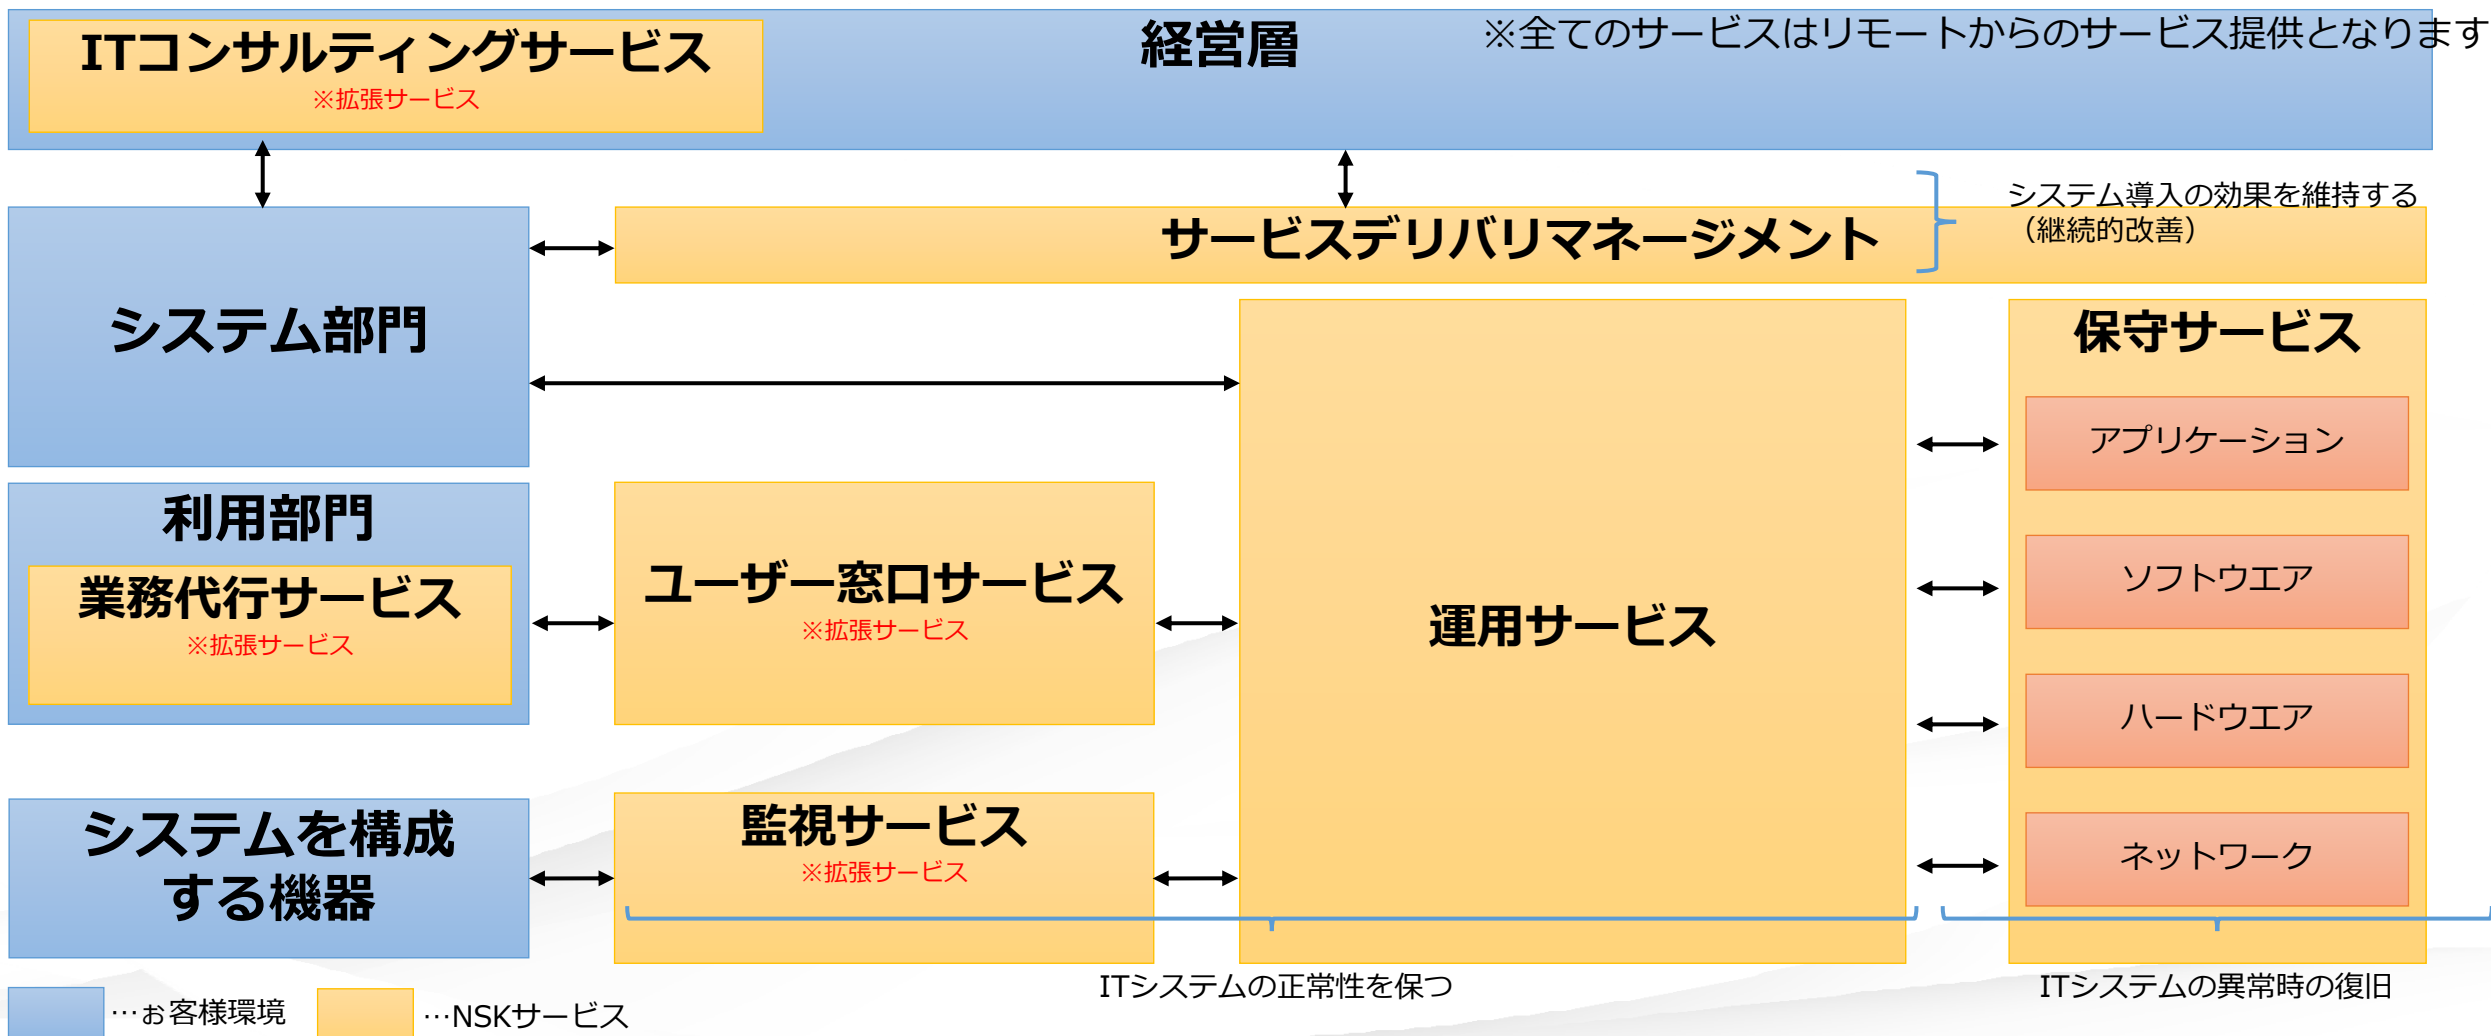 ITコンサルティングサービス
※拡張サービス
経営層
※全てのサービスはリモートからのサービス提供となります
システム部門
サービスデリバリマネージメント
システム導入の効果を維持する
（継続的改善）
利用部門
業務代行サービス
※拡張サービス
ユーザー窓口サービス
※拡張サービス
運用サービス
保守サービス
アプリケーション
ソフトウエア
ハードウエア
ネットワーク
システムを構成
する機器
監視サービス
※拡張サービス
ITシステムの正常性を保つ
ITシステムの異常時の復旧
…お客様環境
…NSKサービス